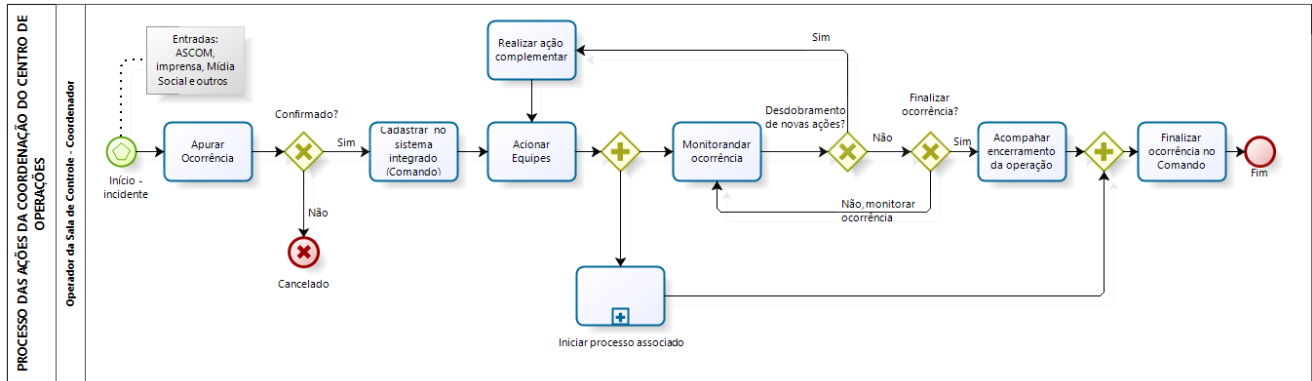 PROCESSO DAS AÇÕES DA COORDENAÇÃO DO CENTRO DE
OPERAÇÕES
Operador da Sala de Controle - Coordenador
Entradas:
ASCOM,
imprensa, Mídia
Social e outros
Início -
incidente
Apurar
Ocorrência
Confirmado?
Sim
Não
Cancelado
Cadastrar no
sistema
integrado
(Comando)
Realizar ação
complementar
Acionar
Equipes
Iniciar processo associado
Monitorandar
ocorrência
Sim
Desdobramento
de novas ações?
Não
Finalizar
ocorrência?
Sim
Não, monitorar
ocorrência
Acompahar
encerramento
da operação
Finalizar
ocorrência no
Comando
Fim